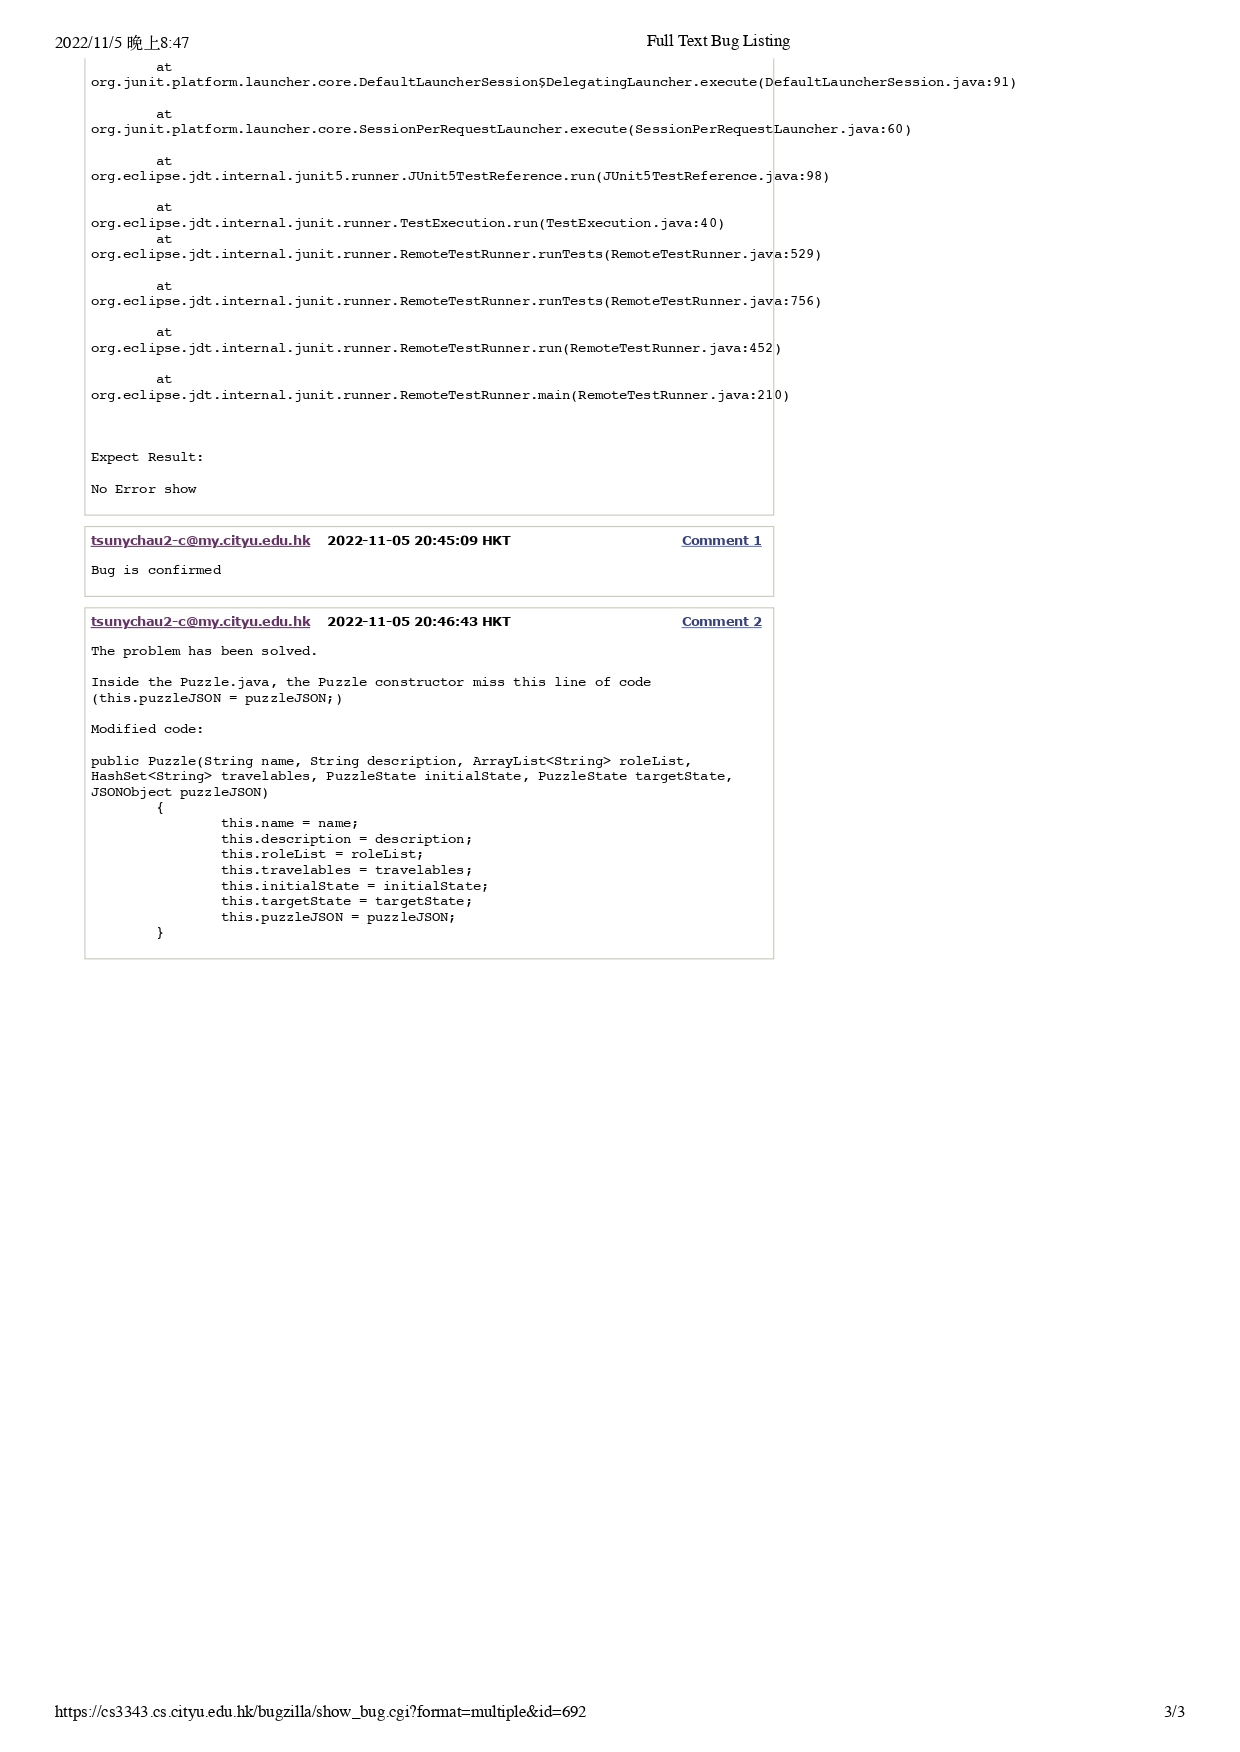 2022/11/5 晚上8:47
Full Text Bug Listing
at
org.junit.platform.launcher.core.DefaultLauncherSession$DelegatingLauncher.execute(DefaultLauncherSession.java:91)
at
org.junit.platform.launcher.core.SessionPerRequestLauncher.execute(SessionPerRequestLauncher.java:60)
at
org.eclipse.jdt.internal.junit5.runner.JUnit5TestReference.run(JUnit5TestReference.java:98)
at
org.eclipse.jdt.internal.junit.runner.TestExecution.run(TestExecution.java:40)
at
org.eclipse.jdt.internal.junit.runner.RemoteTestRunner.runTests(RemoteTestRunner.java:529)
at
org.eclipse.jdt.internal.junit.runner.RemoteTestRunner.runTests(RemoteTestRunner.java:756)
at
org.eclipse.jdt.internal.junit.runner.RemoteTestRunner.run(RemoteTestRunner.java:452)
at
org.eclipse.jdt.internal.junit.runner.RemoteTestRunner.main(RemoteTestRunner.java:210)
Expect Result:
No Error show
tsunychau2-c@my.cityu.edu.hk 2022-11-05 20:45:09 HKT Comment 1
Bug is confirmed
tsunychau2-c@my.cityu.edu.hk 2022-11-05 20:46:43 HKT Comment 2
The problem has been solved.
Inside the Puzzle.java, the Puzzle constructor miss this line of code
(this.puzzleJSON = puzzleJSON;)
Modified code:
public Puzzle(String name, String description, ArrayList<String> roleList,
HashSet<String> travelables, PuzzleState initialState, PuzzleState targetState,
JSONObject puzzleJSON)
{
this.name = name;
this.description = description;
this.roleList = roleList;
this.travelables = travelables;
this.initialState = initialState;
this.targetState = targetState;
this.puzzleJSON = puzzleJSON;
}
https://cs3343.cs.cityu.edu.hk/bugzilla/show_bug.cgi?format=multiple&id=692
3/3